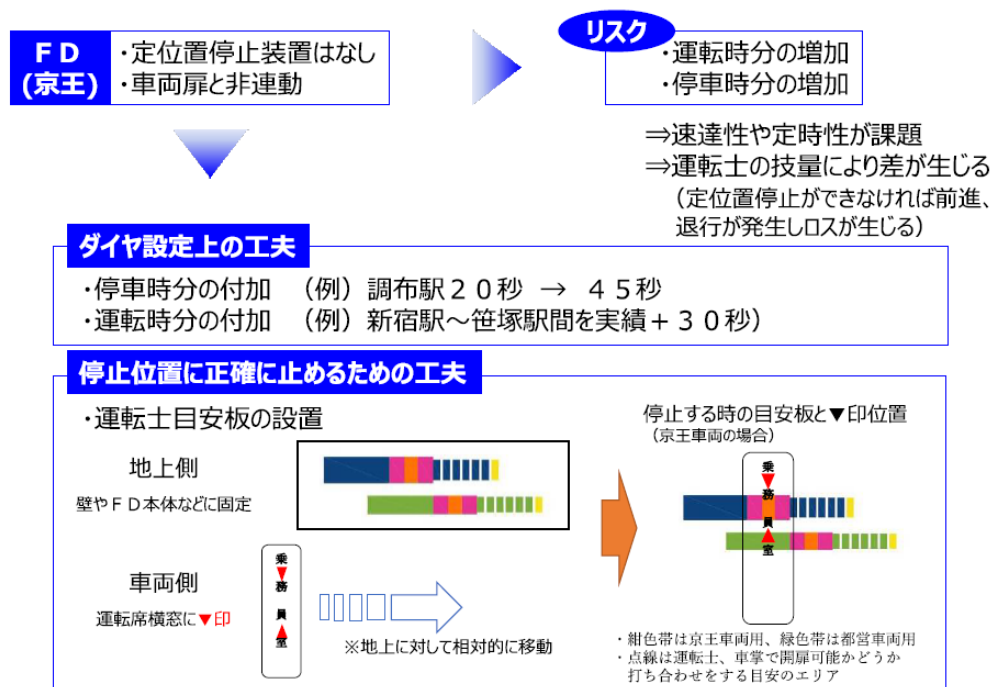 FD
(京王)
・定位置停止装置はなし
・車両扉と非連動
リスク
・運転時分の増加
・停車時分の増加
⇒速達性や定時性が課題
⇒運転士の技量により差が生じる
(定位置停止ができなければ前進、
退行が発生しロスが生じる)
ダイヤ設定上の工夫
・停車時分の付加 (例)調布駅20秒 → 45秒
・運転時分の付加 (例)新宿駅～笹塚駅間を実績+30秒)
停止位置に正確に止めるための工夫
・運転士目安板の設置
地上側
壁やFD本体などに固定
車両側
運転席横窓に▼印
乗
▼
務
員
▲
室
※地上に対して相対的に移動
停止する時の目安板と▼印位置
(京王車両の場合)
乗
▼
務
員
▲
室
・紺色帯は京王車両用、緑色帯は都営車両用
・点線は運転士、車掌で開扉可能かどうか
打ち合わせをする目安のエリア